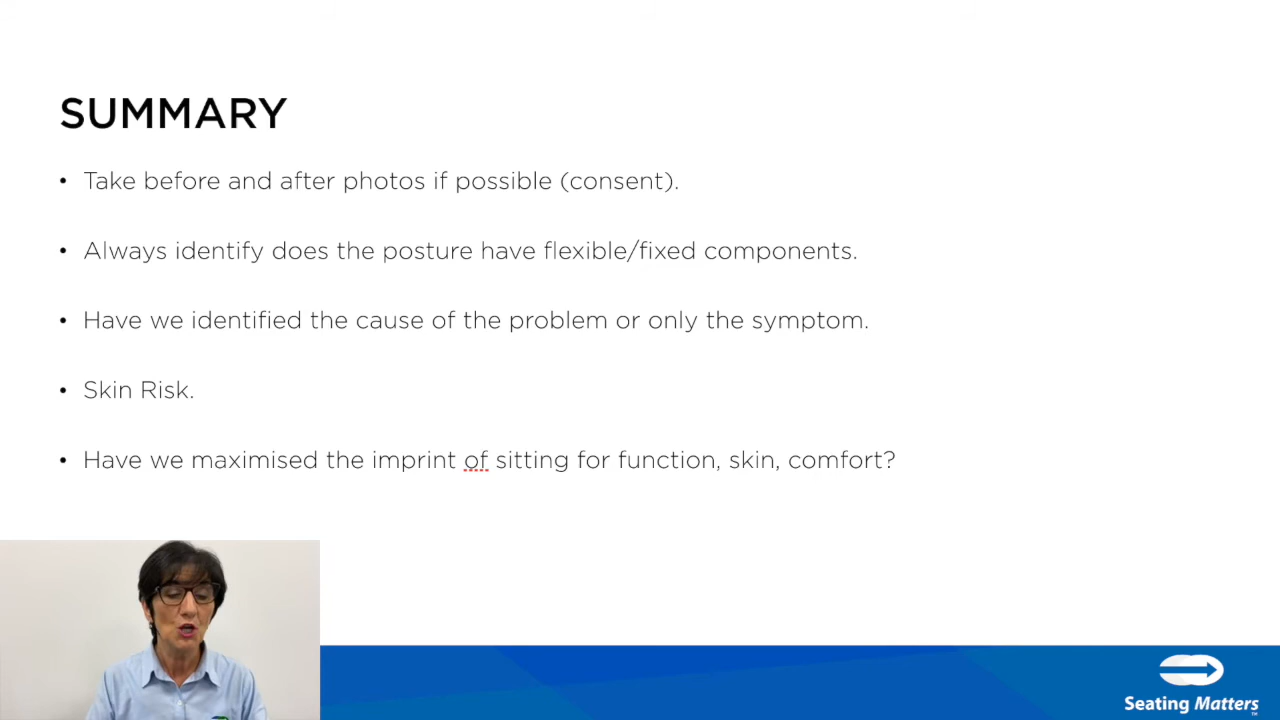 SUMMARY
• Take before and after photos if possible (consent).
• Always identify does the posture have flexible/fixed components.
• Have we identified the cause of the problem or only the symptom.
• Skin Risk.
• Have we maximised the imprint of sitting for function, skin, comfort?
Seating Matters
TM